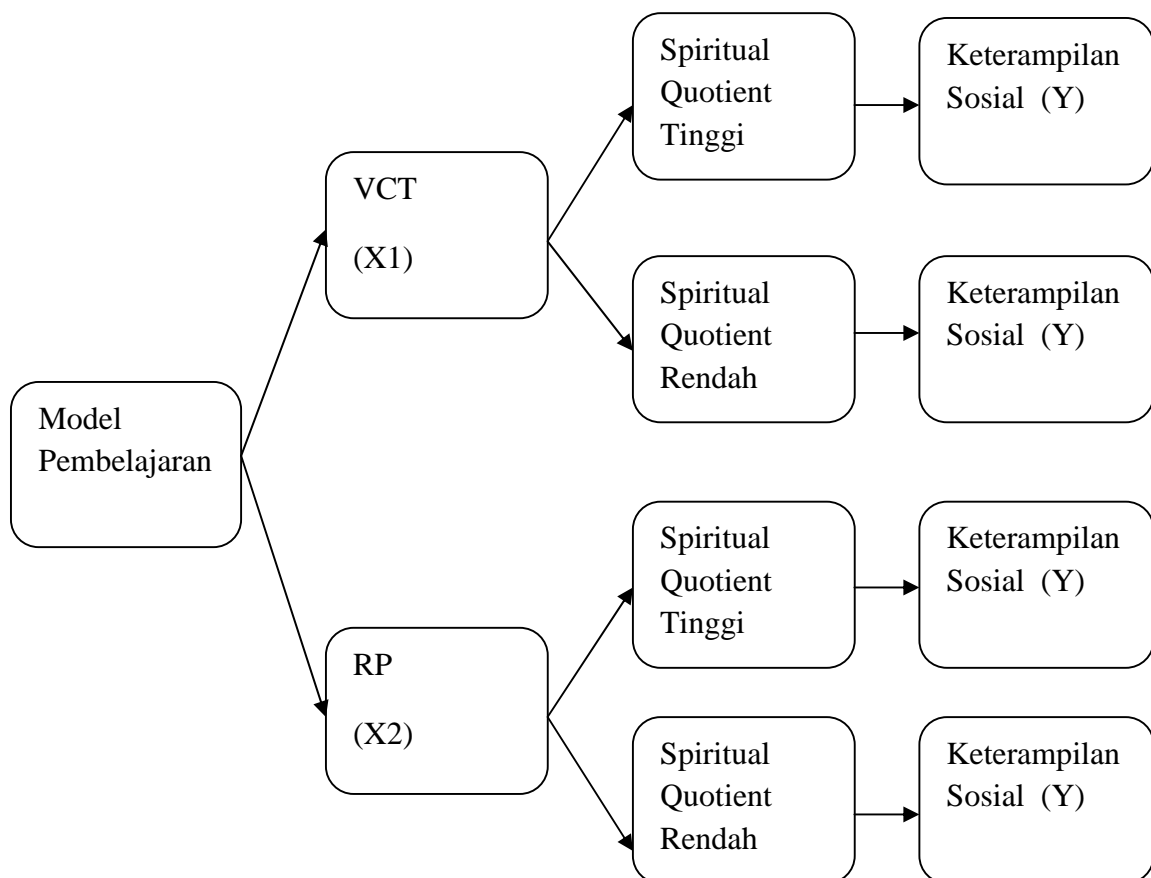 Model
Pembelajaran
VCT
(X1)
Spiritual
Quotient
Tinggi
Keterampilan
Sosial (Y)
Spiritual
Quotient
Rendah
Keterampilan
Sosial (Y)
RP
(X2)
Spiritual
Quotient
Tinggi
Keterampilan
Sosial (Y)
Spiritual
Quotient
Rendah
Keterampilan
Sosial (Y)